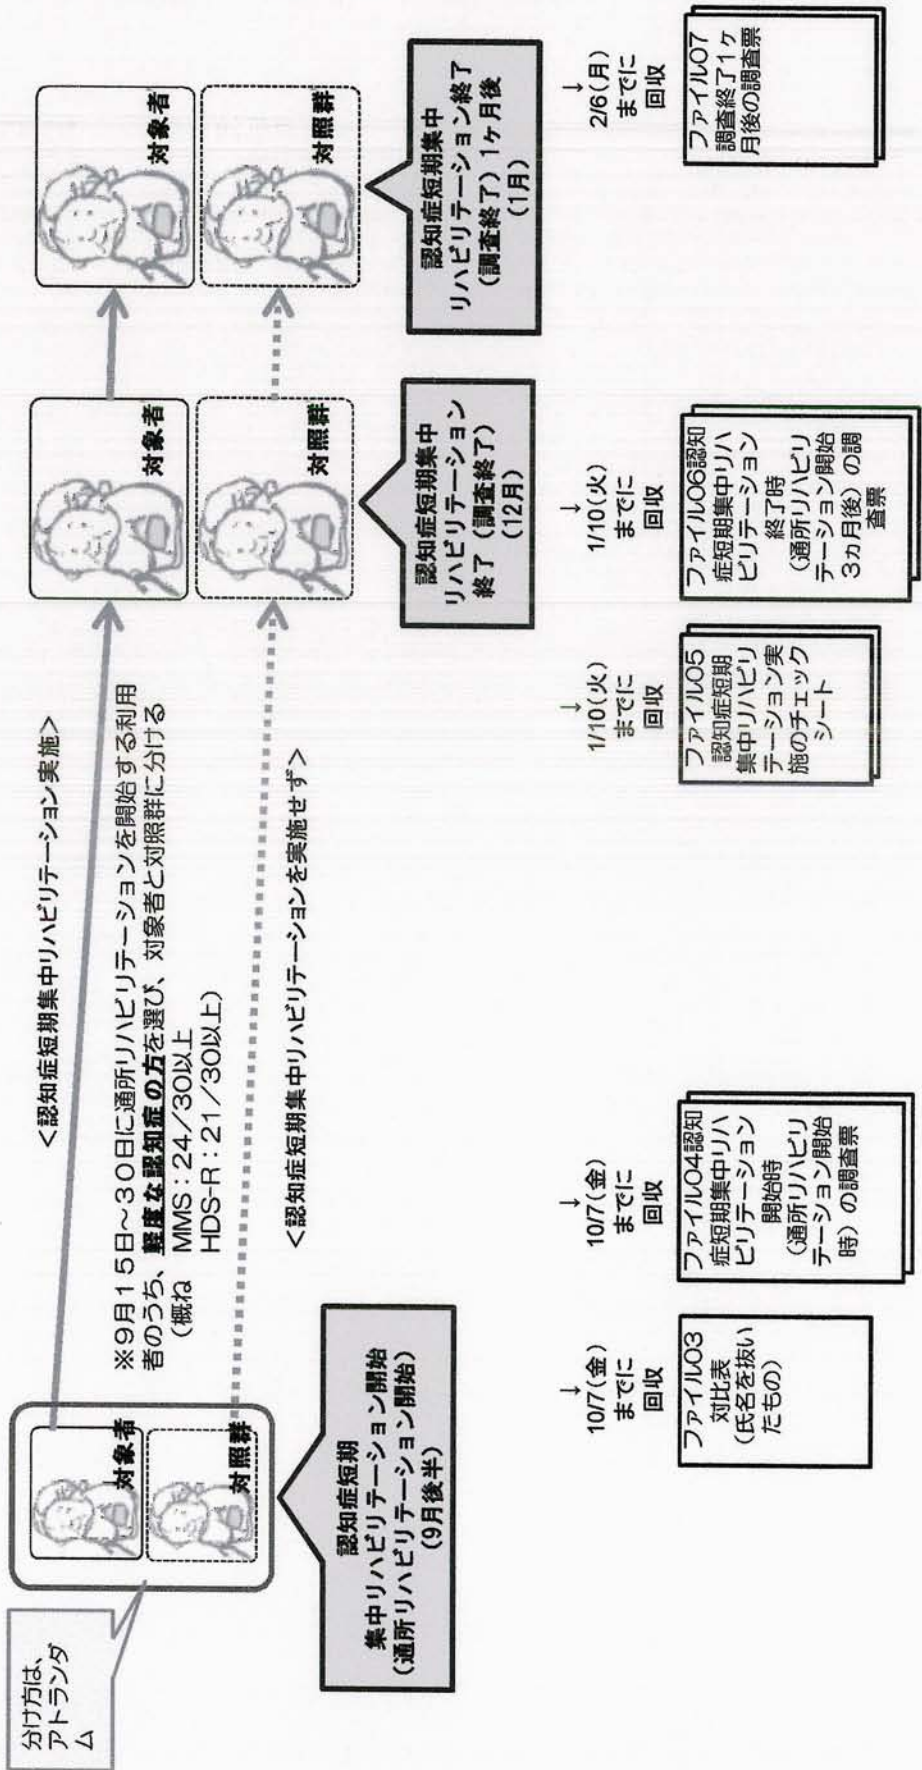 分け方は、
アトランダ
ム
対象者
対照群
＜認知症短期集中リハビリテーション実施＞
※９月１５日～３０日に通所リハビリテーションを開始する利用
者のうち、軽度な認知症の方を選び、対象者と対照群に分ける
（概ね　MMS：２４／３０以上
HDS-R：２１／３０以上）
＜認知症短期集中リハビリテーションを実施せず＞
対象者
対照群
対象者
対照群
認知症短期
集中リハビリテーション開始
（通所リハビリテーション開始）
（９月後半）
認知症短期集中
リハビリテーション
終了（調査終了）
（12月）
認知症短期集中
リハビリテーション終了
（調査終了）１ヶ月後
（1月）
↓
10/7(金)
までに
回収
↓
10/7(金)
までに
回収
↓
1/10(火)
までに
回収
↓
1/10(火)
までに
回収
↓
2/6(月)
までに
回収
ファイル０３
対比表
（氏名を抜い
たもの）
ファイル０４認知
症短期集中リハ
ビリテーション
開始時
（通所リハビリ
テーション開始
時）の調査票
ファイル０５
認知症短期
集中リハビリ
テーション実
施のチェック
シート
ファイル０６認知
症短期集中リハ
ビリテーション
終了時
（通所リハビリ
テーション開始
３ヵ月後）の調
査票
ファイル０７
調査終了１ヶ
月後の調査票